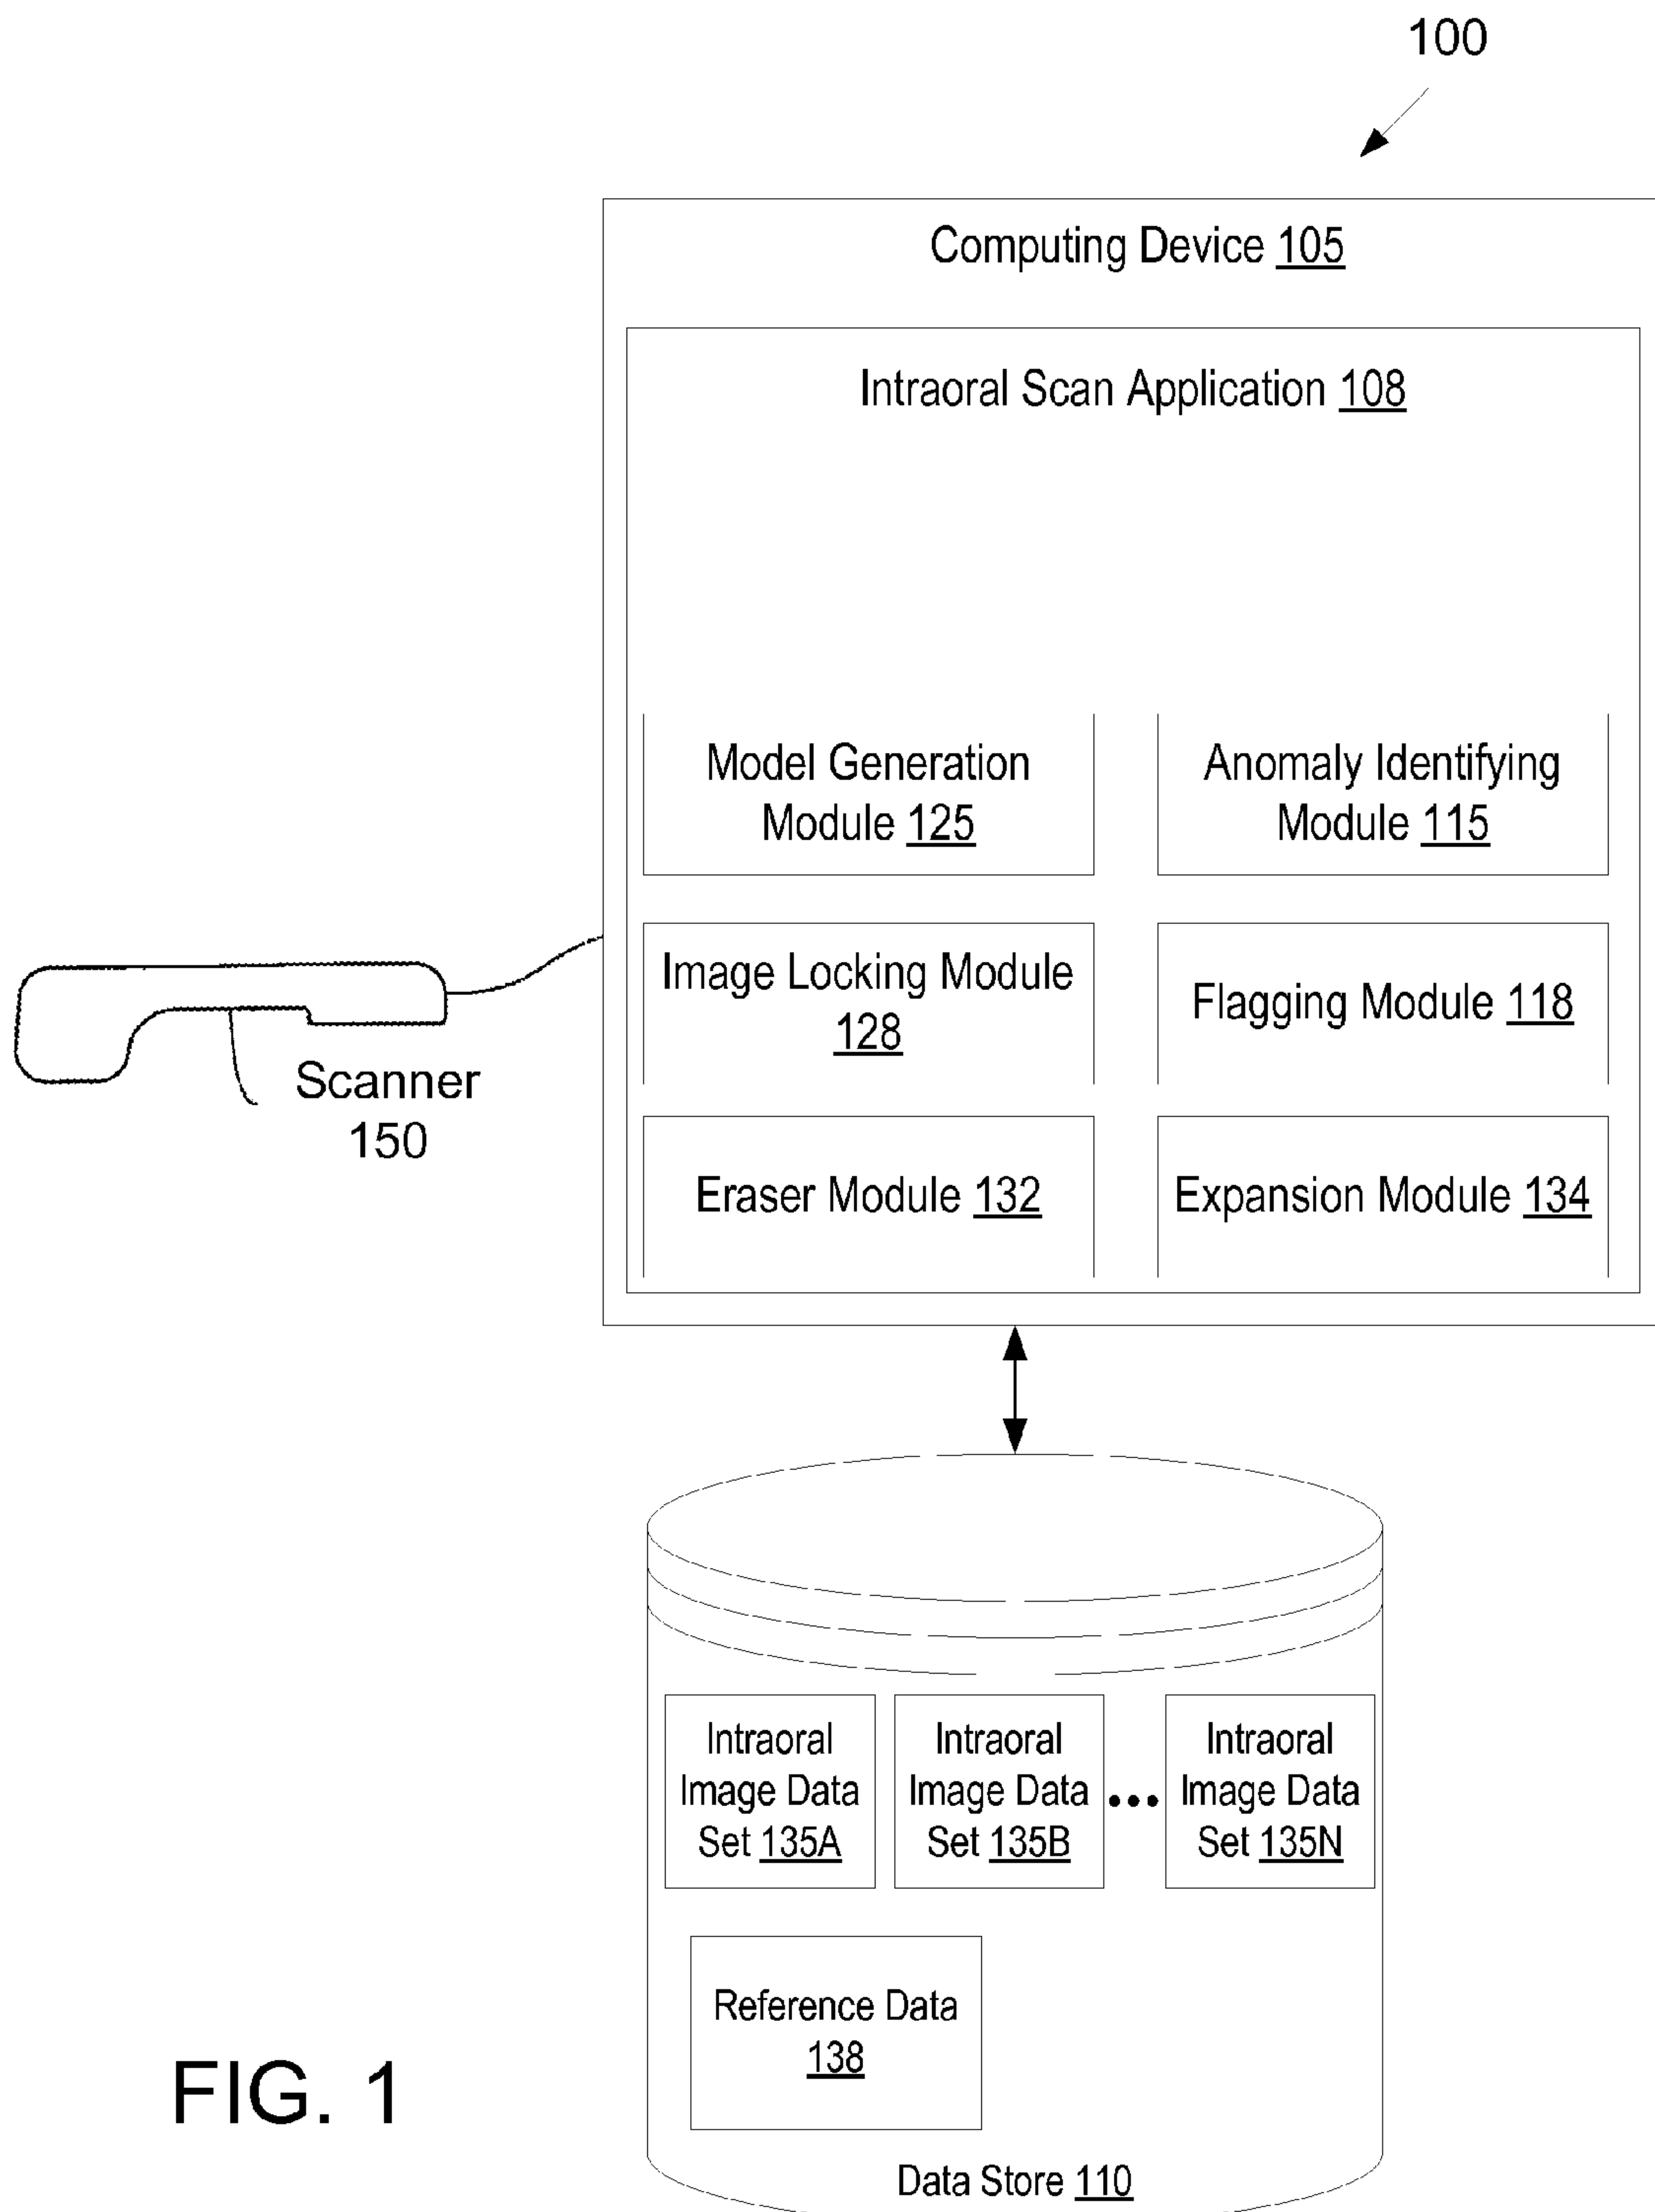 100
Computing Device 105
Intraoral Scan Application 108
Model Generation
Module 125
Anomaly Identifying
Module 115
Image Locking Module
128
Flagging Module 118
Scanner
150
Eraser Module 132
Expansion Module 134
Intraoral
Image Data
Set 135A
Intraoral
Image Data
Set 135B
•••
Intraoral
Image Data
Set 135N
Reference Data
138
Data Store 110
FIG. 1